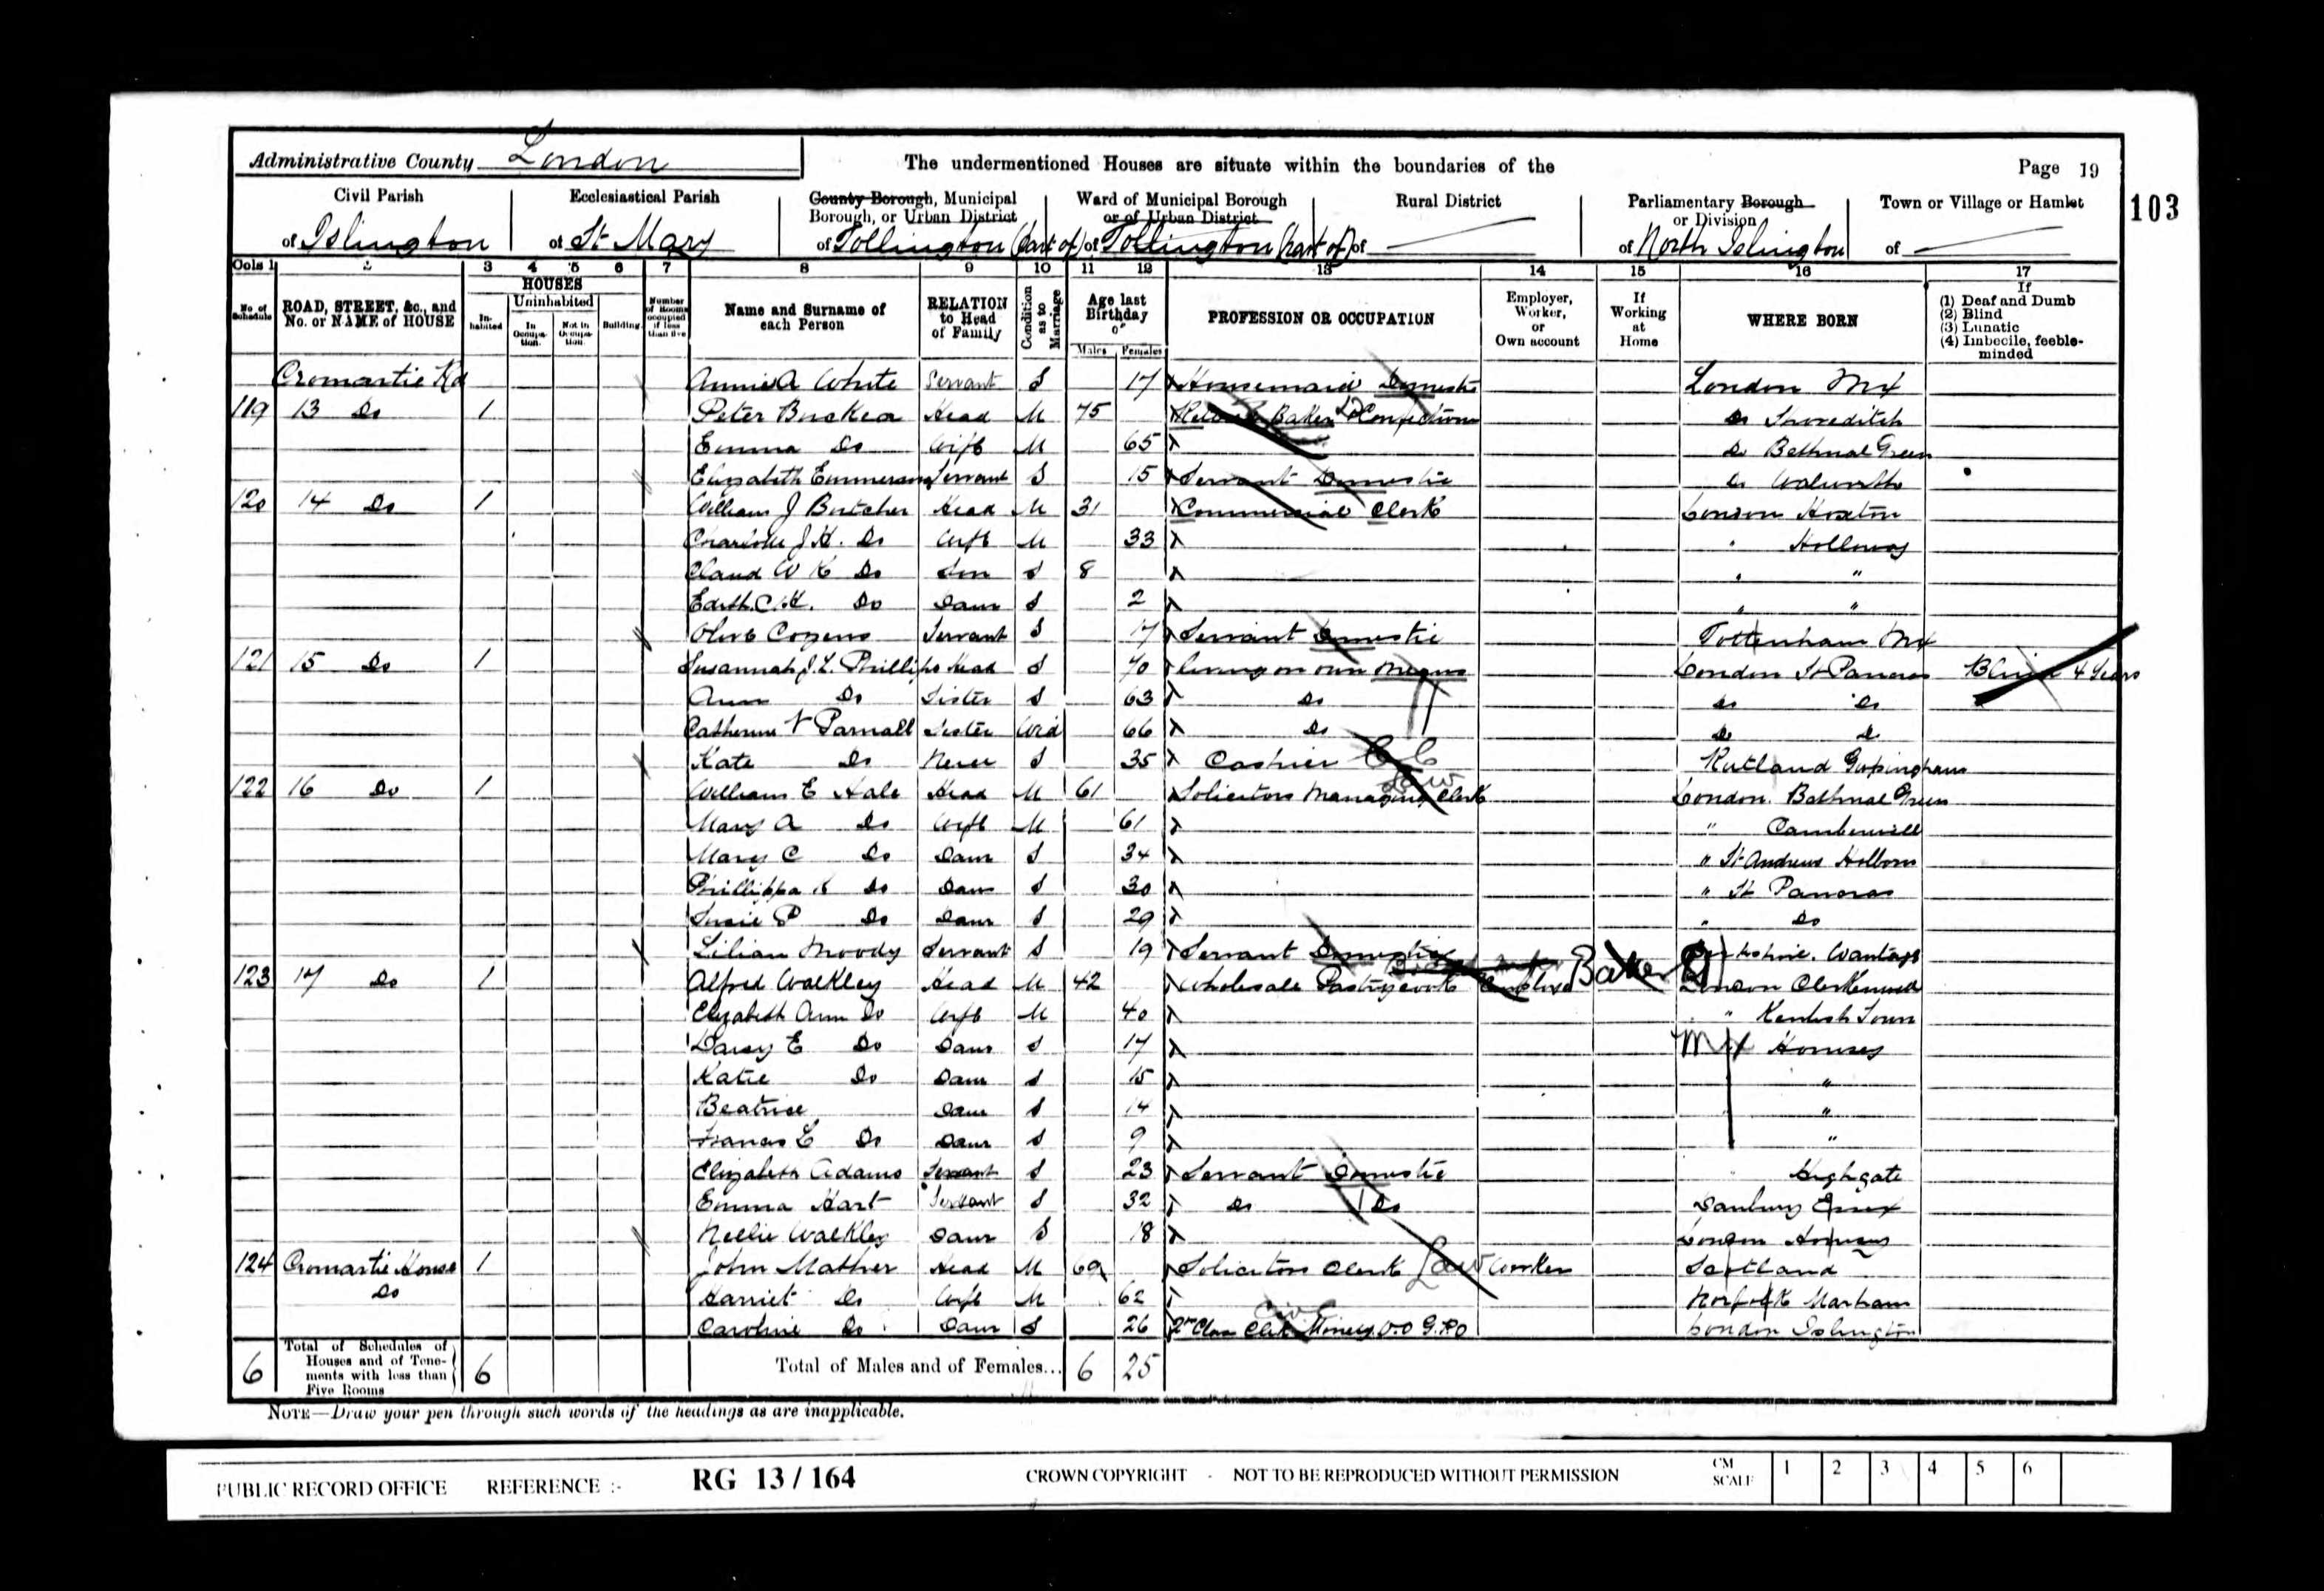 Administrative County London The undermentioned Houses are situate within the boundaries of the Page 19
103
Civil Parish Ecclesiastical Parish County Borough, Municipal Borough, or Urban District Ward of Municipal Borough or of Urban District Rural District Parliamentary Borough or Division Town or Village or Hamlet
of Islington of St Mary of Tollington (part of) of Tollington (part of) of of North Islington of
Cols 1 2 3 4 5 6 7 8 9 10 11 12 13 14 15 16 17
No. of Schedule ROAD, STREET, &c., and No. or NAME of HOUSE HOUSES Inhabited Uninhabited In Occupation. Not in Occupation. Building. Number of Rooms occupied if less than five Name and Surname of each Person RELATION to Head of Family Condition as to Marriage Age last Birthday of Males Females PROFESSION OR OCCUPATION Employer, Worker, or Own account If Working at Home WHERE BORN If (1) Deaf and Dumb (2) Blind (3) Lunatic (4) Imbecile, feeble-minded
Cromartie Rd Annie A White Servant S 17 Housemaid Domestic London Mx
119 13 Do 1 Peter Head M 75 Retired Baker & Confectioner Do Shoreditch
Emma Do Wife M 65 Do Bethnal Green
Elizabeth Emmerson Servant S 15 Servant Domestic Do Walworth
120 14 Do 1 William J Butcher Head M 31 Commercial Clerk London Hoxton
Charlotte J H. Do Wife M 33 " Holloway
Claud W K Do Son S 8 " "
Edith C. K. Do Daur S 2 " "
Olive Cozens Servant S 17 Servant Domestic Tottenham Mx
121 15 Do 1 Susannah J. L. Phillips Head S 70 Living on own means London St Pancras Blind 4 Years
Ann Do Sister S 63 Do Do Do
Catherine V Parnall Sister Wid 66 Do Do Do
Kate Do Niece S 35 Cashier CC Rutland
122 16 Do 1 William E Hale Head M 61 Solicitors Managing Clerk Law London. Bethnal Green
Mary A Do Wife M 61 " Camberwell
Mary C Do Daur S 34 " St Andrews Holborn
Phillippa K Do Daur S 30 " St Pancras
Susie P Do Daur S 29 " Do
Lilian Moody Servant S 19 Servant Domestic Berkshire. Wantage
123 17 Do 1 Alfred Walkley Head M 42 Wholesale Pastrycook Employer Baker London Clerkenwell
Elizabeth Ann Do Wife M 40 " Kentish Town
Daisy E Do Daur S 17 Mx Hornsey
Katie Do Daur S 15 "
Beatrice Daur S 14 "
Frances L Do Daur S 9 "
Elizabeth Adams Servant S 23 Servant Domestic " Highgate
Emma Hart Servant S 32 Do Do Danbury Essex
Nellie Walkley Daur S 18 London Hornsey
124 Cromartie House 1 John Mather Head M 69 Solicitors Clerk Law Worker Scotland
Do Harriet Do Wife M 62 Norfolk Marham
Caroline Do Daur S 26 2nd Class Clerk Money O.O G.P.O Civil London Islington
6 Total of Schedules of Houses and of Tenements with less than Five Rooms 6 Total of Males and of Females... 6 25
NOTE—Draw your pen through such words of the headings as are inapplicable.
PUBLIC RECORD OFFICE REFERENCE :- RG 13 / 164 CROWN COPYRIGHT - NOT TO BE REPRODUCED WITHOUT PERMISSION CM SCALE 1 2 3 4 5 6